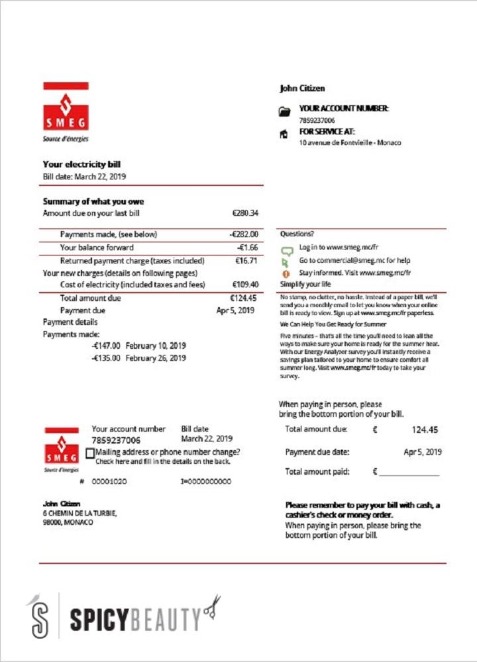 John Citizen
SMEG
Source d'énergies
YOUR ACCOUNT NUMBER:
7859237006
FOR SERVICE AT:
10 avenue de Fontvieille - Monaco
Your electricity bill
Bill date: March 22, 2019
Summary of what you owe
Amount due on your last bill €280.34
Payments made, (see below) -€282.00
Your balance forward -€1.66
Returned payment charge (taxes included) €16.71
Your new charges (details on following pages)
Cost of electricity (included taxes and fees) €109.40
Total amount due €124.45
Payment due Apr 5, 2019
Payment details
Payments made:
-€147.00 February 10, 2019
-€135.00 February 26, 2019
Questions?
Log in to www.smeg.mc/fr
Go to commercial@smeg.mc for help
Stay informed. Visit www.smeg.mc/fr
Simplify your life
No stamp, no clutter, no hassle. Instead of a paper bill, we'll
send you a monthly email to let you know when your online
bill is ready to view. Sign up at www.smeg.mc/fr paperless.
We Can Help You Get Ready for Summer
Five minutes - that's all the time you'll need to lean all the
ways to make sure your home is ready for the summer heat.
With our Energy Analyzer survey you'll instantly receive a
savings plan tailored to your home to ensure comfort all
summer long. Visit www.smeg.mc/fr today to take your
survey.
When paying in person, please
bring the bottom portion of your bill.
SMEG
Source d'énergies
Your account number Bill date
7859237006 March 22, 2019
Mailing address or phone number change?
Check here and fill in the details on the back.
# 00001020 I=0000000000
Total amount due: € 124.45
Payment due date: Apr 5, 2019
Total amount paid: €
John Citizen
6 CHEMIN DE LA TURBIE,
98000, MONACO
Please remember to pay your bill with cash, a
cashier's check or money order.
When paying in person, please bring the
bottom portion of your bill.
SPICYBEAUTY